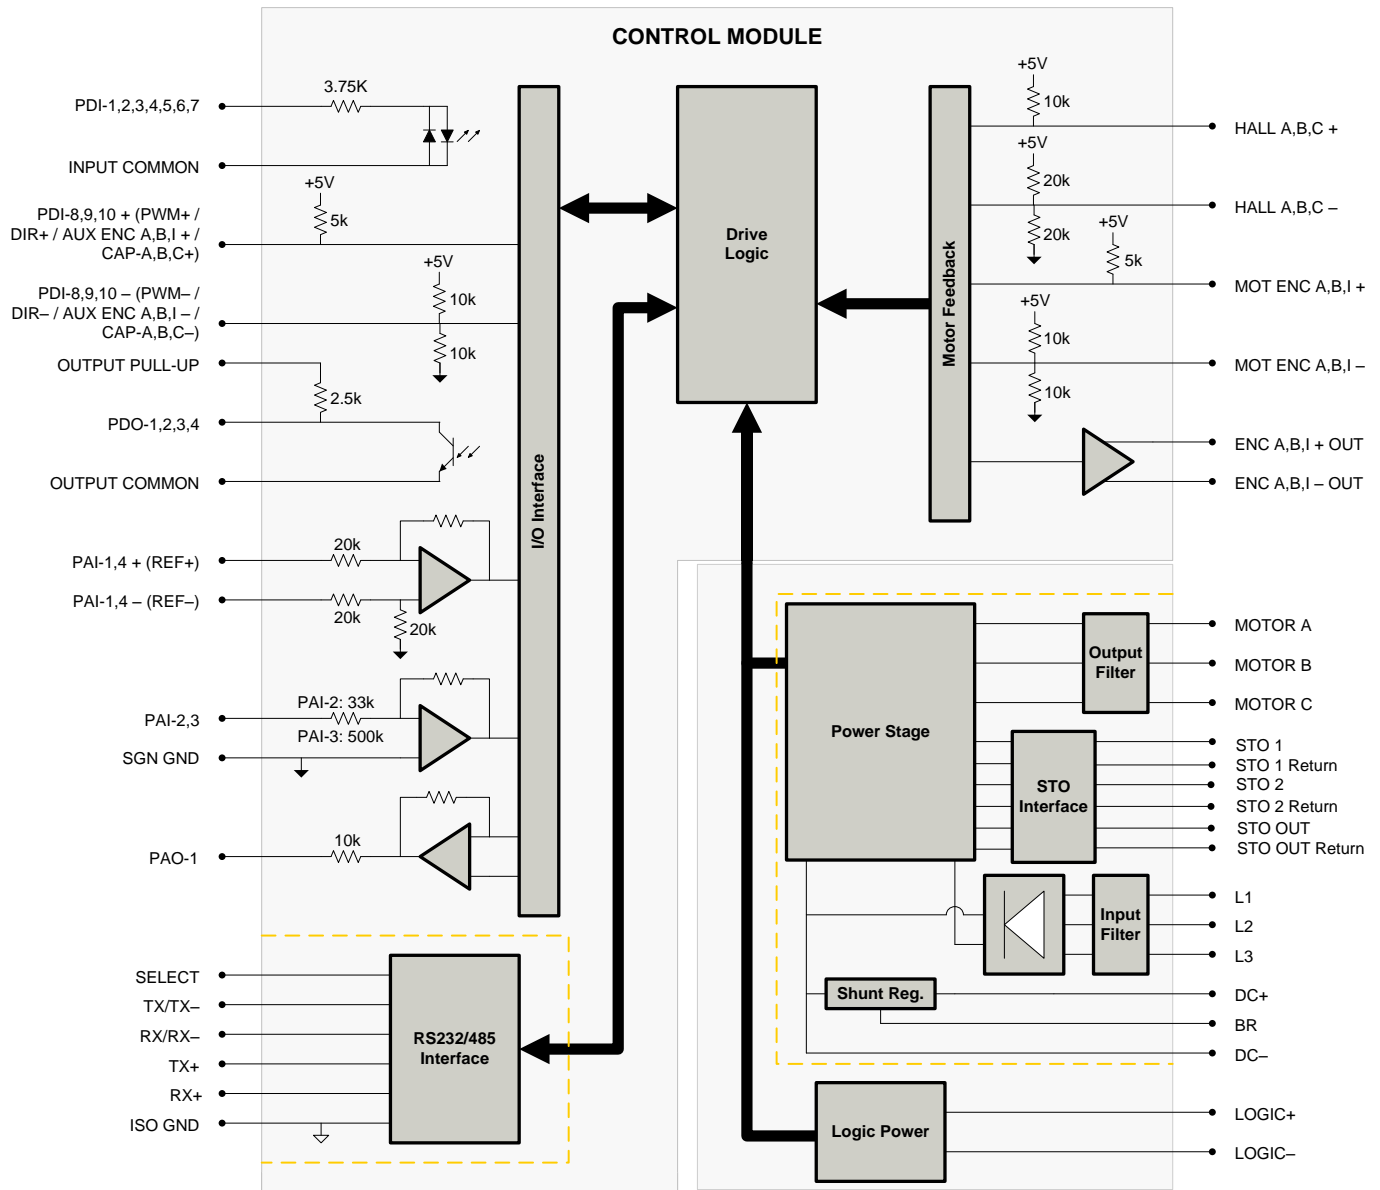 CONTROL MODULE
PDI-1,2,3,4,5,6,7
3.75K
INPUT COMMON
+5V
5k
PDI-8,9,10 + (PWM+ /
DIR+ / AUX ENC A,B,I + /
CAP-A,B,C+)
+5V
10k
10k
PDI-8,9,10 – (PWM– /
DIR– / AUX ENC A,B,I – /
CAP-A,B,C–)
OUTPUT PULL-UP
2.5k
PDO-1,2,3,4
OUTPUT COMMON
PAI-1,4 + (REF+)
20k
PAI-1,4 – (REF–)
20k
20k
PAI-2: 33k
PAI-2,3
PAI-3: 500k
SGN GND
PAO-1
10k
I/O Interface
SELECT
TX/TX–
RX/RX–
TX+
RX+
ISO GND
RS232/485
Interface
Drive
Logic
Motor Feedback
+5V
10k
HALL A,B,C +
+5V
20k
20k
HALL A,B,C –
+5V
5k
MOT ENC A,B,I +
+5V
10k
10k
MOT ENC A,B,I –
ENC A,B,I + OUT
ENC A,B,I – OUT
Power Stage
Output
Filter
MOTOR A
MOTOR B
MOTOR C
STO
Interface
STO 1
STO 1 Return
STO 2
STO 2 Return
STO OUT
STO OUT Return
Input
Filter
L1
L2
L3
Shunt Reg.
DC+
BR
DC–
Logic Power
LOGIC+
LOGIC–